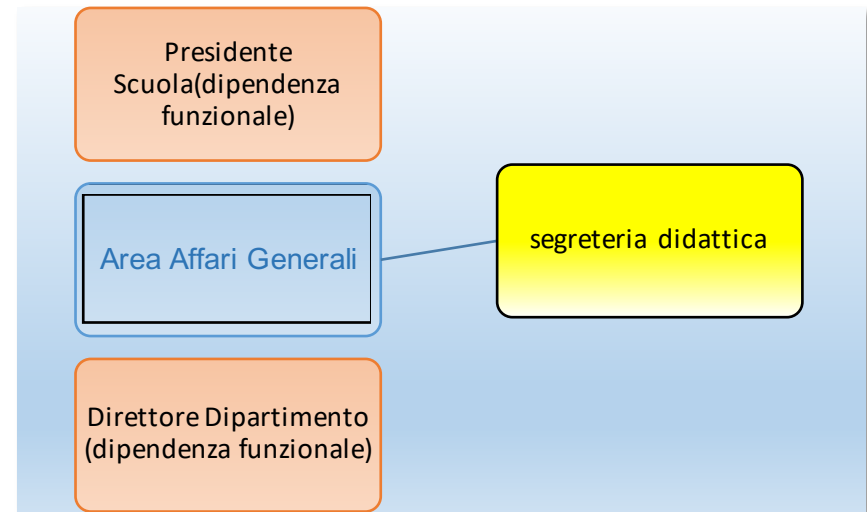 Presidente
Scuola(dipendenza
funzionale)
Area Affari Generali
segreteria didattica
Direttore Dipartimento
(dipendenza funzionale)